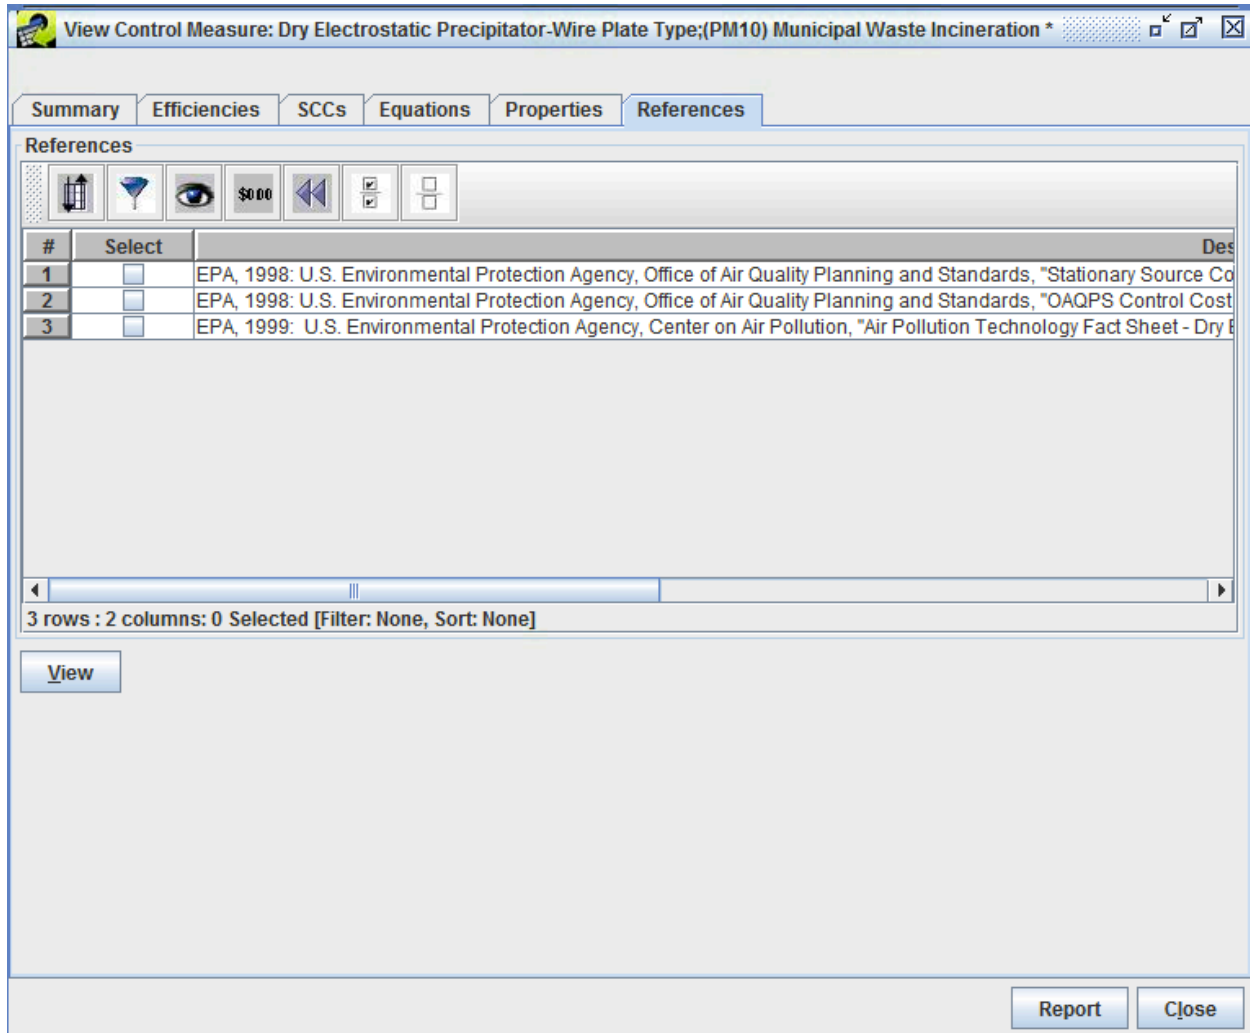 View Control Measure: Dry Electrostatic Precipitator-Wire Plate Type;(PM10) Municipal Waste Incineration *
Summary Efficiencies SCCs Equations Properties References
References
$0.00
# Select Des
1 EPA, 1998: U.S. Environmental Protection Agency, Office of Air Quality Planning and Standards, "Stationary Source Co
2 EPA, 1998: U.S. Environmental Protection Agency, Office of Air Quality Planning and Standards, "OAQPS Control Cost
3 EPA, 1999: U.S. Environmental Protection Agency, Center on Air Pollution, "Air Pollution Technology Fact Sheet - Dry E
3 rows : 2 columns: 0 Selected [Filter: None, Sort: None]
View
Report Close